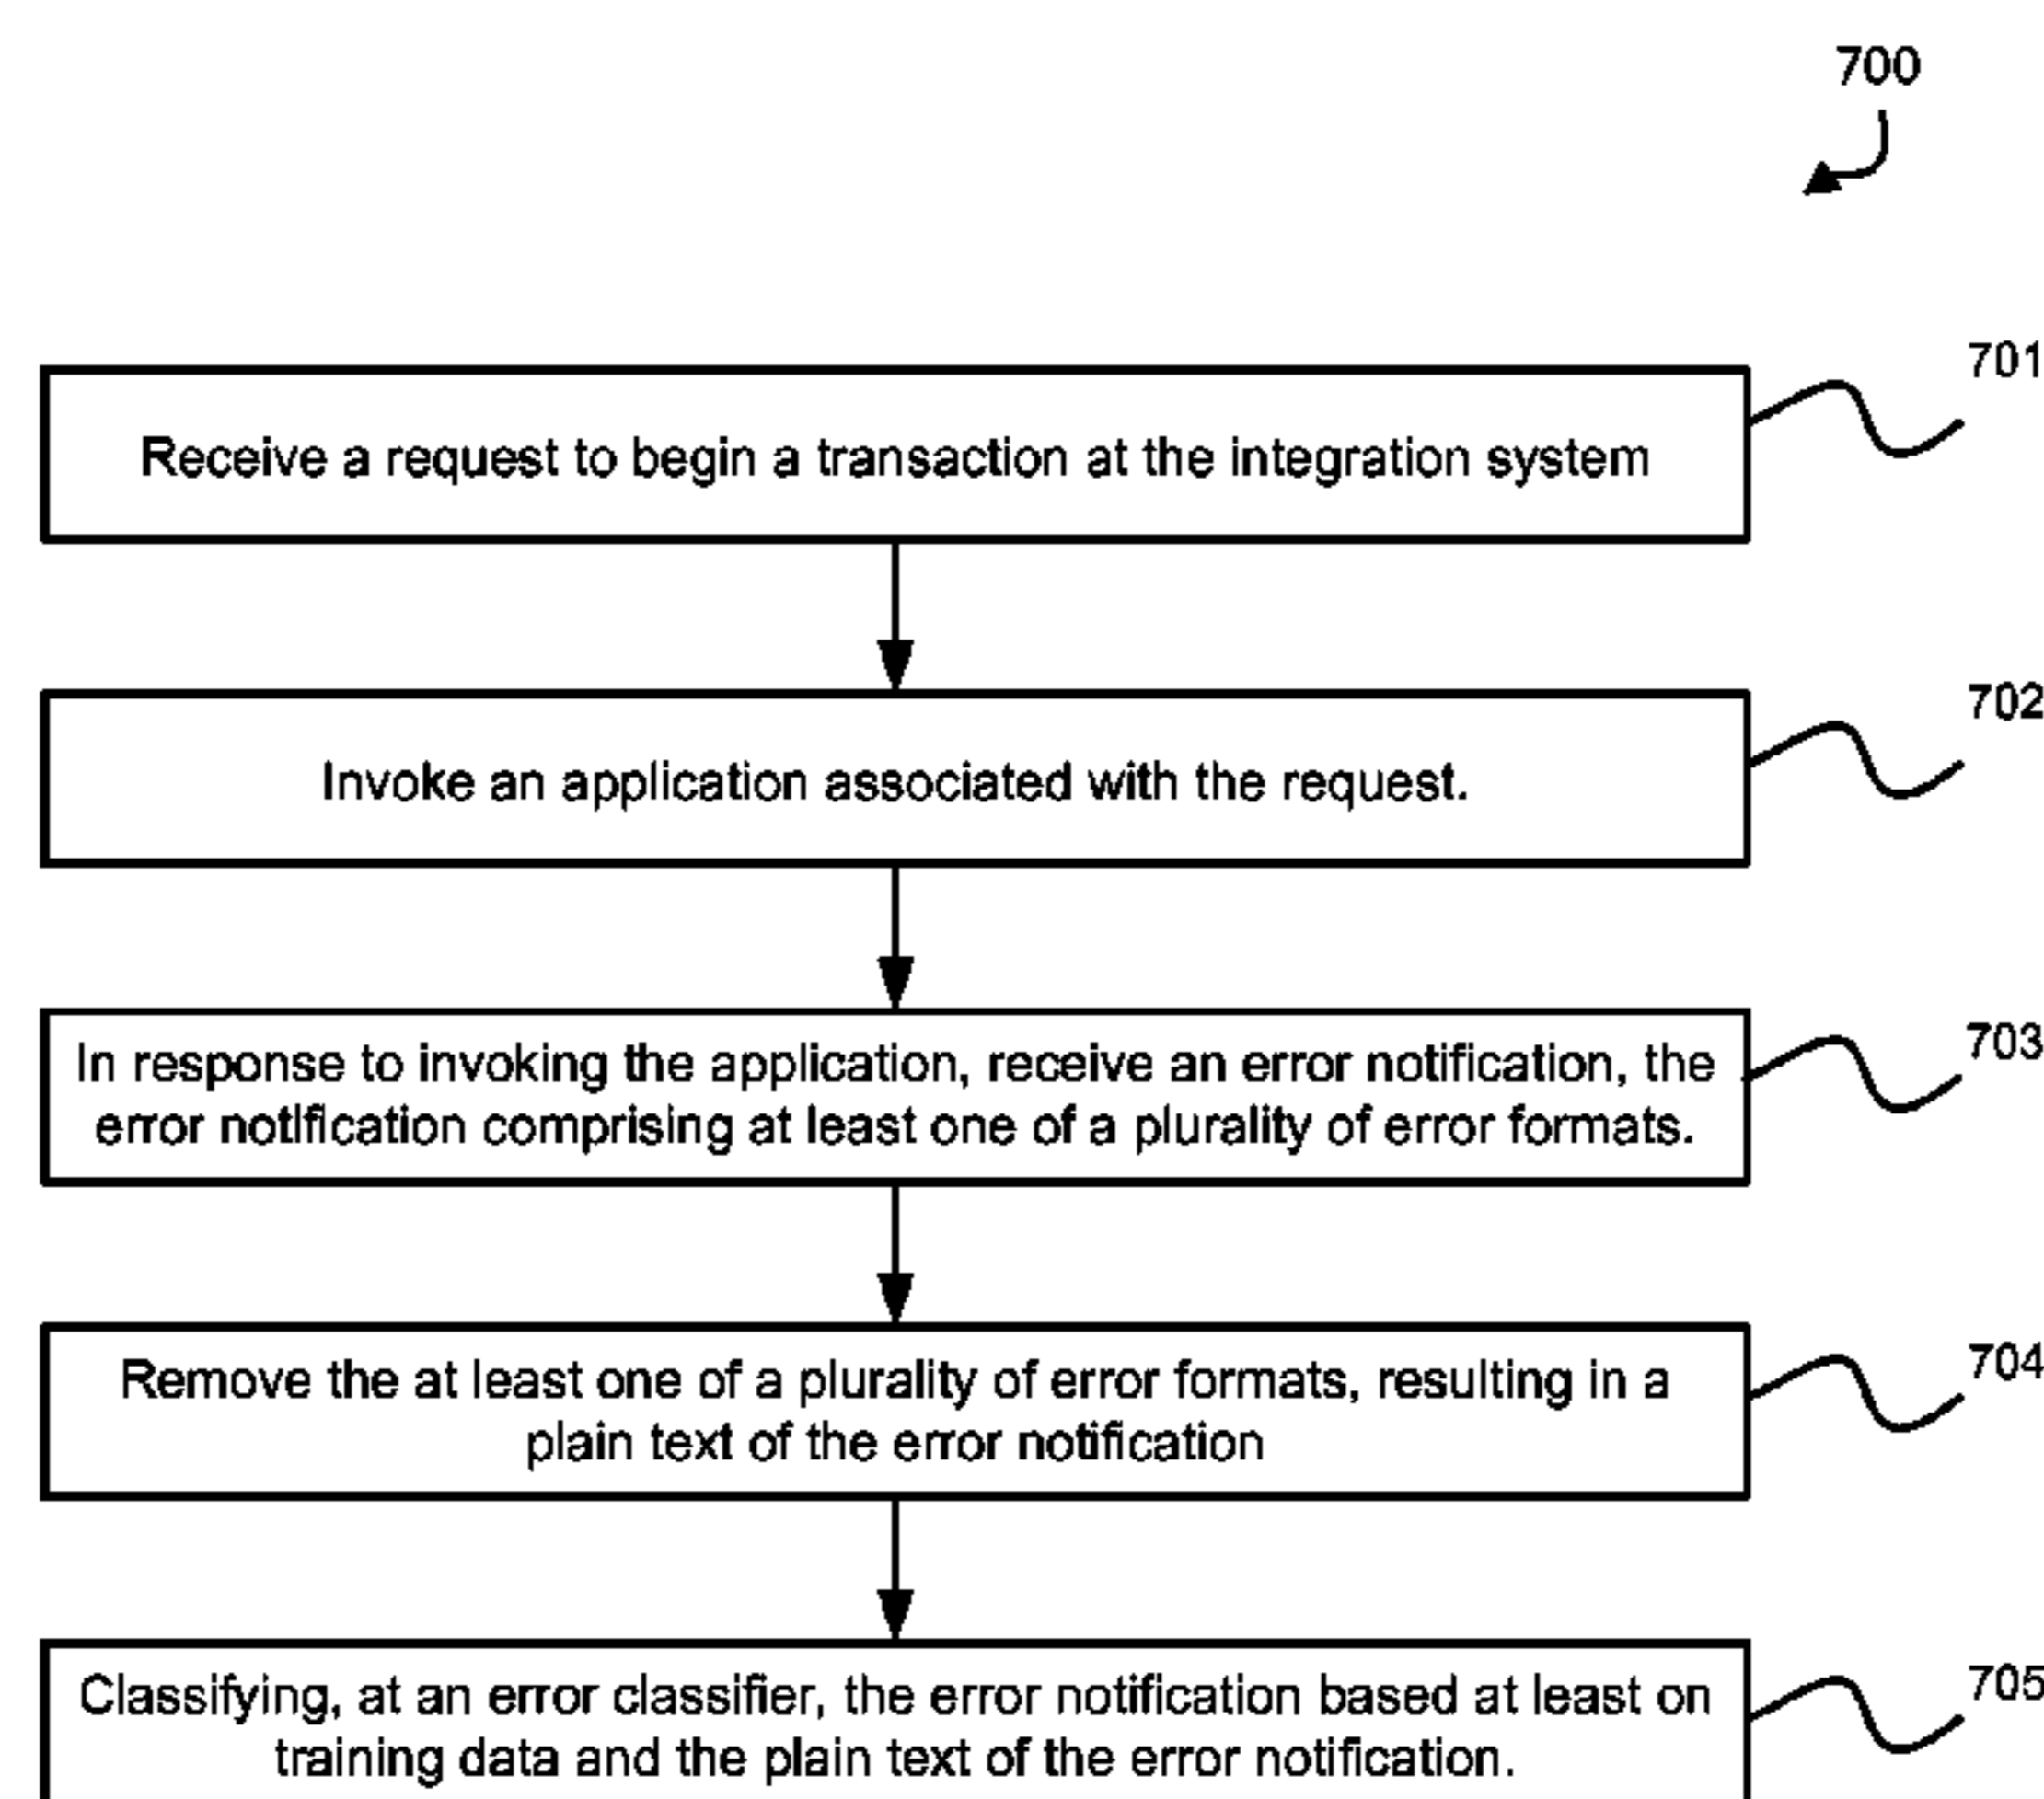 700
701
Receive a request to begin a transaction at the integration system
702
Invoke an application associated with the request.
703
In response to invoking the application, receive an error notification, the
error notification comprising at least one of a plurality of error formats.
704
Remove the at least one of a plurality of error formats, resulting in a
plain text of the error notification
705
Classifying, at an error classifier, the error notification based at least on
training data and the plain text of the error notification.